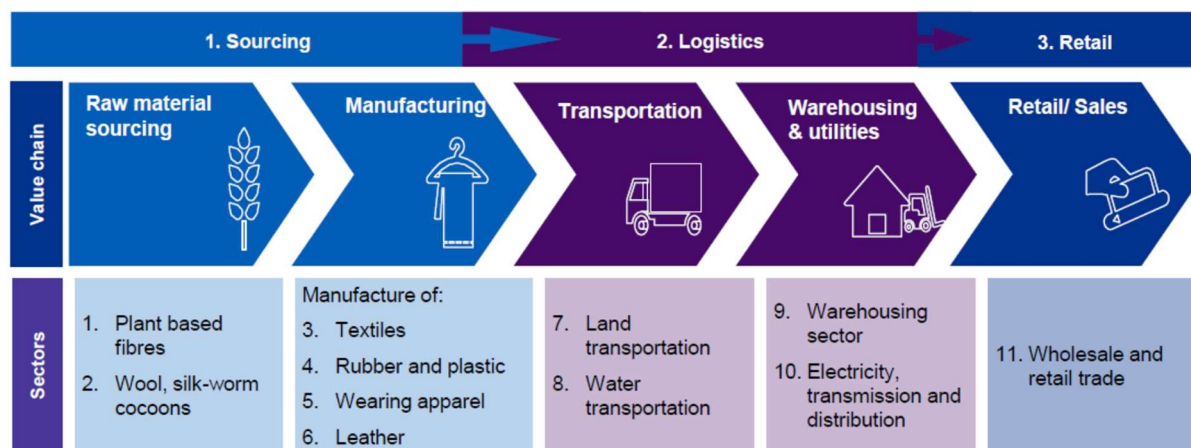 1. Sourcing
2. Logistics
3. Retail
Value chain
Raw material
sourcing
Manufacturing
Transportation
Warehousing
& utilities
Retail/ Sales
Sectors
1. Plant based
fibres
2. Wool, silk-worm
cocoons
Manufacture of:
3. Textiles
4. Rubber and plastic
5. Wearing apparel
6. Leather
7. Land
transportation
8. Water
transportation
9. Warehousing
sector
10. Electricity,
transmission and
distribution
11. Wholesale and
retail trade